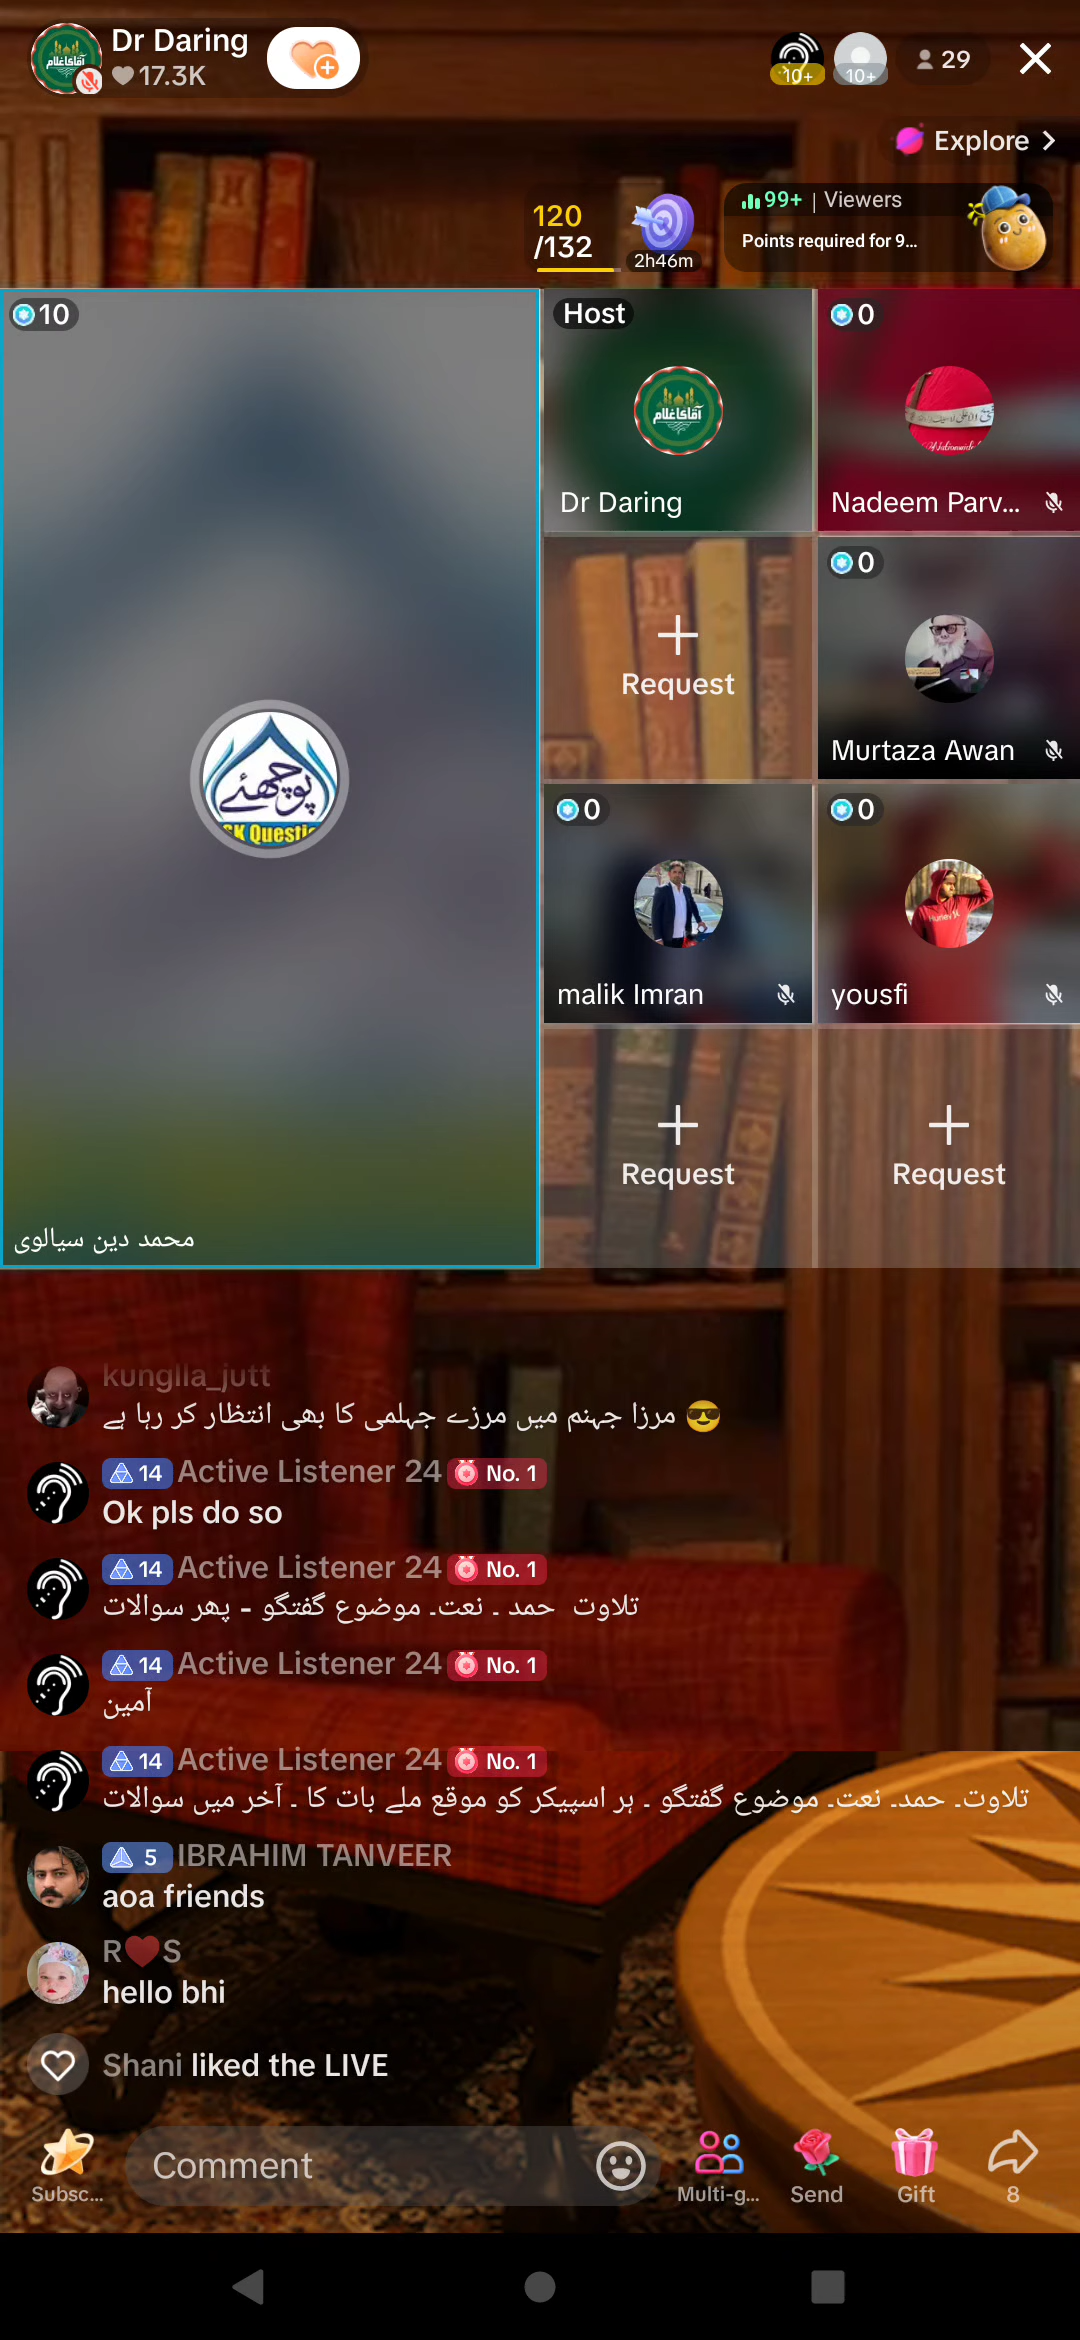 Dr Daring
17.3K
10+
10+
29
Explore
120
/132
2h46m
99+ | Viewers
Points required for 9...
10
Host
0
آقا کا غلام
Dr Daring
Nadeem Parv...
Request
0
Murtaza Awan
پوچھئے
SK Questi
0
malik Imran
0
yousfi
Request
Request
محمد دین سیالوی
kunglla_jutt
مرزا جہنم میں مرزے جہلمی کا بھی انتظار کر رہا ہے 😎
14 Active Listener 24 No. 1
Ok pls do so
14 Active Listener 24 No. 1
تلاوت حمد ۔ نعت۔ موضوع گفتگو - پھر سوالات
14 Active Listener 24 No. 1
آمین
14 Active Listener 24 No. 1
تلاوت۔ حمد۔ نعت۔ موضوع گفتگو ۔ ہر اسپیکر کو موقع ملے بات کا ۔ آخر میں سوالات
5 IBRAHIM TANVEER
aoa friends
R❤️S
hello bhi
Shani liked the LIVE
Subsc...
Comment
Multi-g...
Send
Gift
8